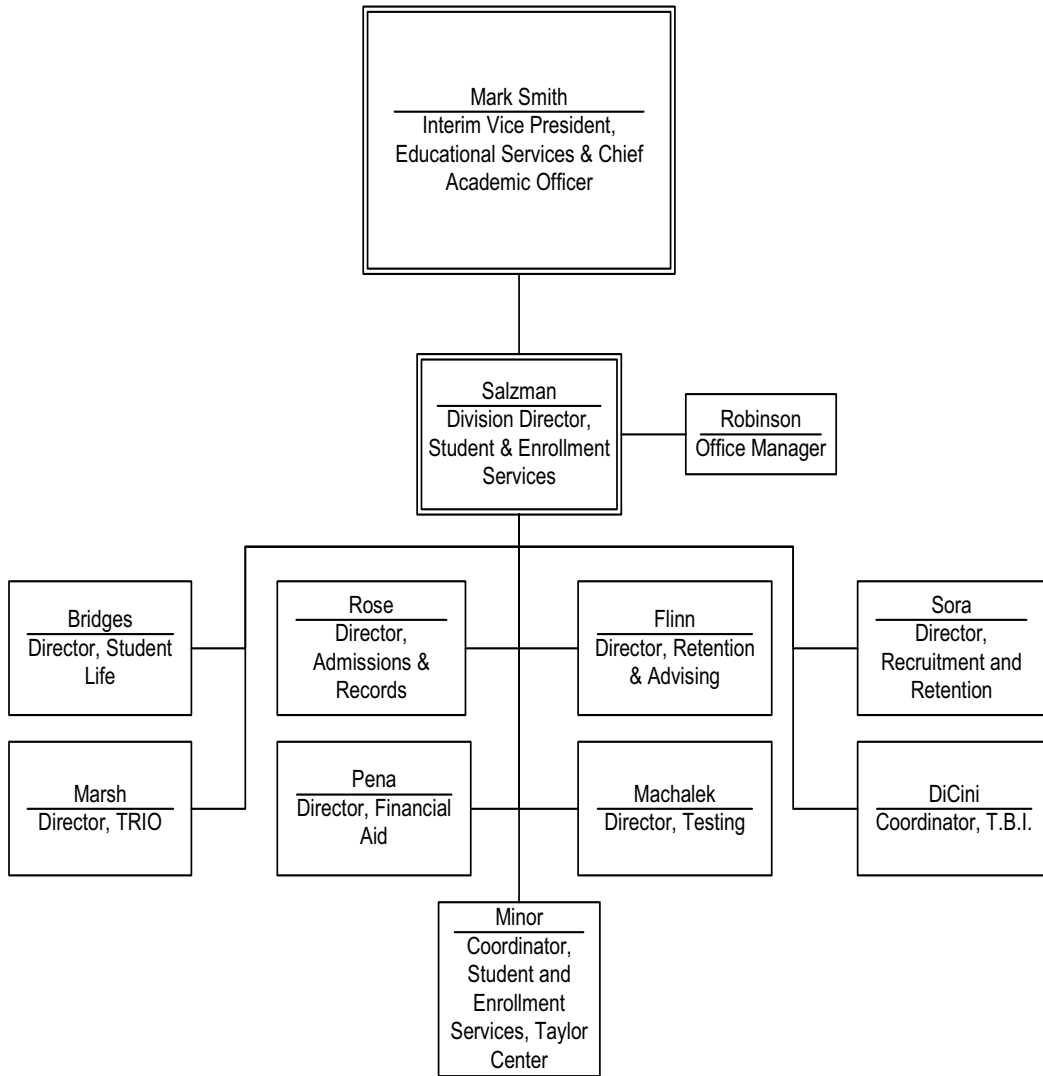 Mark Smith
Interim Vice President,
Educational Services & Chief
Academic Officer
Salzman
Division Director,
Student & Enrollment
Services
Robinson
Office Manager
Bridges
Director, Student
Life
Rose
Director,
Admissions &
Records
Flinn
Director, Retention
& Advising
Sora
Director,
Recruitment and
Retention
Marsh
Director, TRIO
Pena
Director, Financial
Aid
Machalek
Director, Testing
DiCini
Coordinator, T.B.I.
Minor
Coordinator,
Student and
Enrollment
Services, Taylor
Center